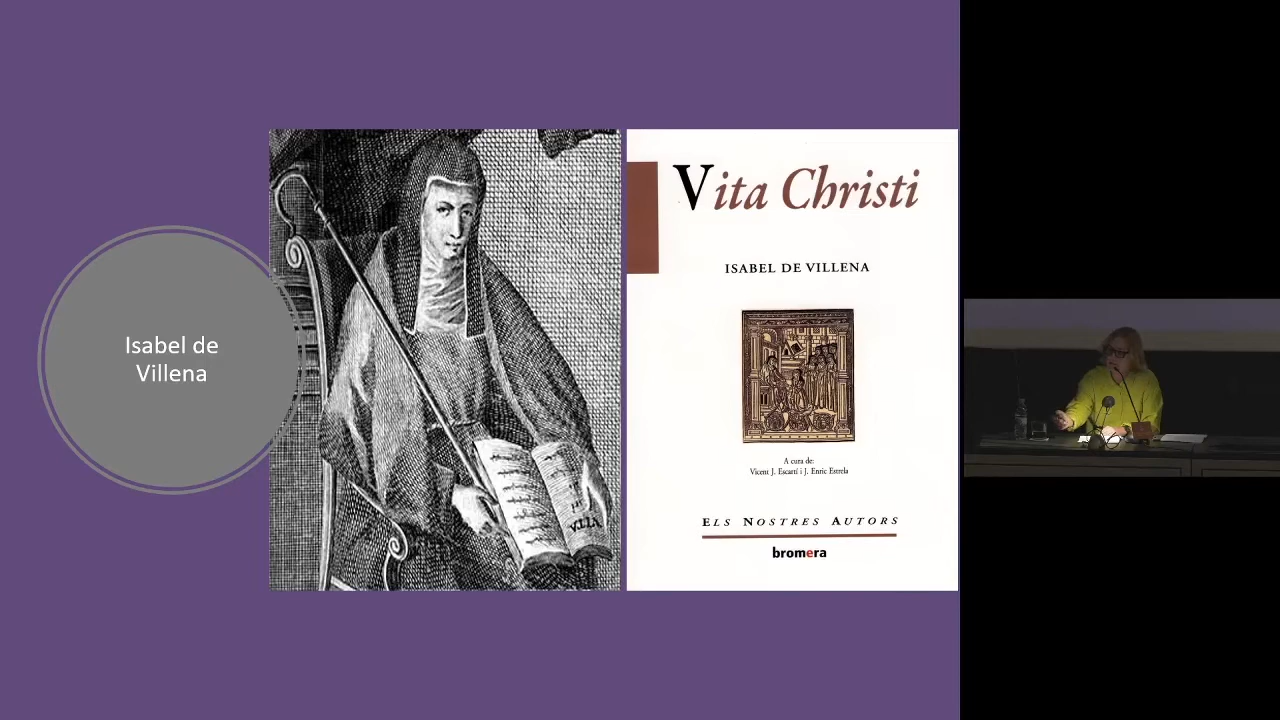 Isabel de
Villena
Vita Christi
ISABEL DE VILLENA
A cura de:
Vicent J. Escartí i J. Enric Estrela
ELS NOSTRES AUTORS
bromera